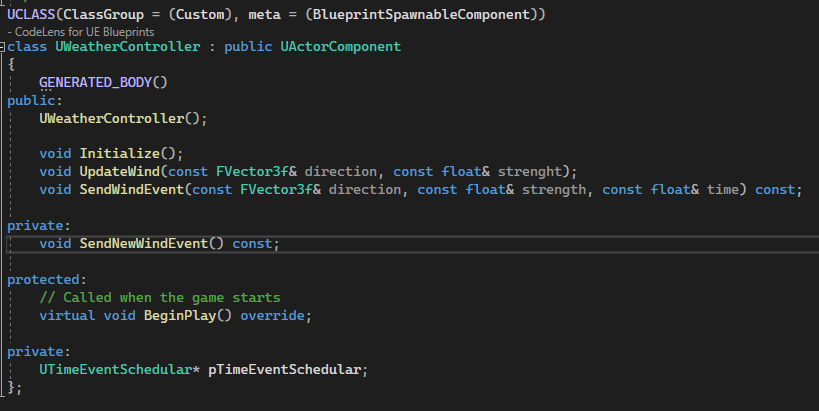 UCLASS(ClassGroup = (Custom), meta = (BlueprintSpawnableComponent))
- CodeLens for UE Blueprints
class UWeatherController : public UActorComponent
{
GENERATED_BODY()
public:
UWeatherController();
void Initialize();
void UpdateWind(const FVector3f& direction, const float& strenght);
void SendWindEvent(const FVector3f& direction, const float& strength, const float& time) const;
private:
void SendNewWindEvent() const;
protected:
// Called when the game starts
virtual void BeginPlay() override;
private:
UTimeEventSchedular* pTimeEventSchedular;
};